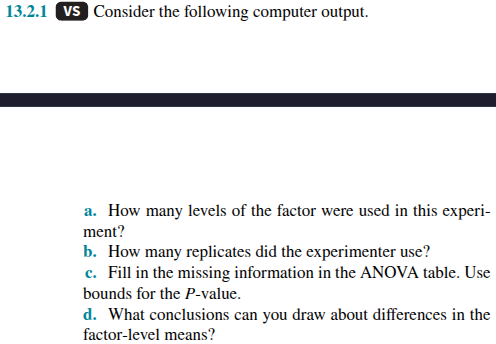 13.2.1 VS Consider the following computer output.
a. How many levels of the factor were used in this experi-
ment?
b. How many replicates did the experimenter use?
c. Fill in the missing information in the ANOVA table. Use
bounds for the P-value.
d. What conclusions can you draw about differences in the
factor-level means?